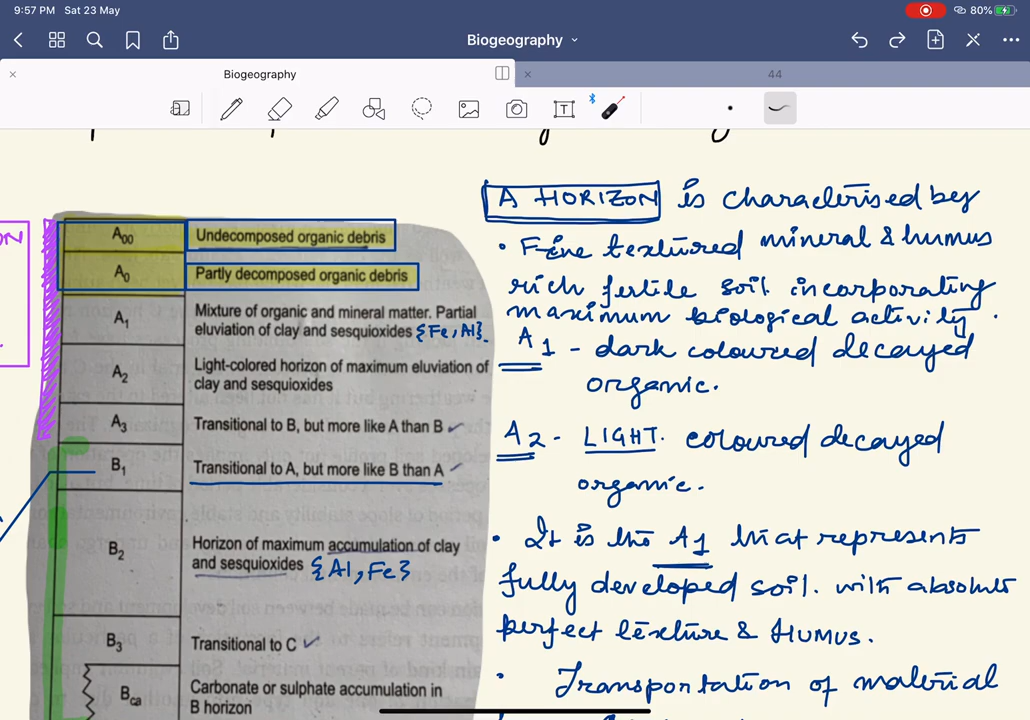 9:57 PM Sat 23 May
80%
Biogeography
Biogeography
44
T
ON
A00 Undecomposed organic debris
A0 Partly decomposed organic debris
A1 Mixture of organic and mineral matter. Partial
eluviation of clay and sesquioxides {Fe, Al}.
A2 Light-colored horizon of maximum eluviation of
clay and sesquioxides
A3 Transitional to B, but more like A than B
B1 Transitional to A, but more like B than A
B2 Horizon of maximum accumulation of clay
and sesquioxides {Al, Fe}
B3 Transitional to C
Bca Carbonate or sulphate accumulation in
B horizon
A HORIZON is characterised by
• Fine textured mineral & humus
rich fertile soil incorporating
maximum biological activity.
A1 - dark coloured decayed
organic.
A2 - LIGHT. coloured decayed
organic.
• It is the A1 that represents
fully developed soil. with absolute
perfect texture & HUMUS.
• Transportation of material